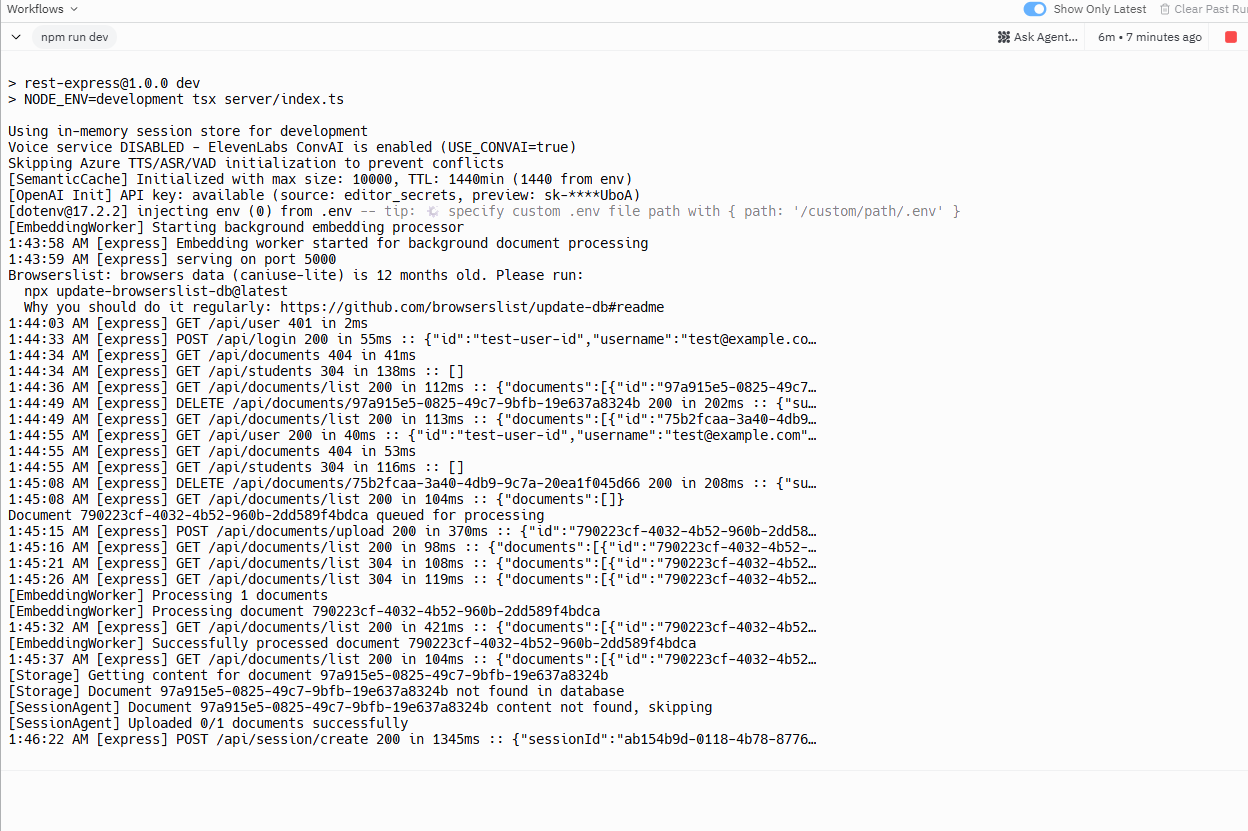 Workflows
Show Only Latest
Clear Past Ru
npm run dev
Ask Agent...
6m • 7 minutes ago
> rest-express@1.0.0 dev
> NODE_ENV=development tsx server/index.ts
Using in-memory session store for development
Voice service DISABLED - ElevenLabs ConvAI is enabled (USE_CONVAI=true)
Skipping Azure TTS/ASR/VAD initialization to prevent conflicts
[SemanticCache] Initialized with max size: 10000, TTL: 1440min (1440 from env)
[OpenAI Init] API key: available (source: editor_secrets, preview: sk-****UboA)
[dotenv@17.2.2] injecting env (0) from .env -- tip: ⚙️ specify custom .env file path with { path: '/custom/path/.env' }
[EmbeddingWorker] Starting background embedding processor
1:43:58 AM [express] Embedding worker started for background document processing
1:43:59 AM [express] serving on port 5000
Browserslist: browsers data (caniuse-lite) is 12 months old. Please run:
  npx update-browserslist-db@latest
  Why you should do it regularly: https://github.com/browserslist/update-db#readme
1:44:03 AM [express] GET /api/user 401 in 2ms
1:44:33 AM [express] POST /api/login 200 in 55ms :: {"id":"test-user-id","username":"test@example.co…
1:44:34 AM [express] GET /api/documents 404 in 41ms
1:44:34 AM [express] GET /api/students 304 in 138ms :: []
1:44:36 AM [express] GET /api/documents/list 200 in 112ms :: {"documents":[{"id":"97a915e5-0825-49c7…
1:44:49 AM [express] DELETE /api/documents/97a915e5-0825-49c7-9bfb-19e637a8324b 200 in 202ms :: {"su…
1:44:49 AM [express] GET /api/documents/list 200 in 113ms :: {"documents":[{"id":"75b2fcaa-3a40-4db9…
1:44:55 AM [express] GET /api/user 200 in 40ms :: {"id":"test-user-id","username":"test@example.com"…
1:44:55 AM [express] GET /api/documents 404 in 53ms
1:44:55 AM [express] GET /api/students 304 in 116ms :: []
1:45:08 AM [express] DELETE /api/documents/75b2fcaa-3a40-4db9-9c7a-20ea1f045d66 200 in 208ms :: {"su…
1:45:08 AM [express] GET /api/documents/list 200 in 104ms :: {"documents":[]}
Document 790223cf-4032-4b52-960b-2dd589f4bdca queued for processing
1:45:15 AM [express] POST /api/documents/upload 200 in 370ms :: {"id":"790223cf-4032-4b52-960b-2dd58…
1:45:16 AM [express] GET /api/documents/list 200 in 98ms :: {"documents":[{"id":"790223cf-4032-4b52-…
1:45:21 AM [express] GET /api/documents/list 304 in 108ms :: {"documents":[{"id":"790223cf-4032-4b52…
1:45:26 AM [express] GET /api/documents/list 304 in 119ms :: {"documents":[{"id":"790223cf-4032-4b52…
[EmbeddingWorker] Processing 1 documents
[EmbeddingWorker] Processing document 790223cf-4032-4b52-960b-2dd589f4bdca
1:45:32 AM [express] GET /api/documents/list 200 in 421ms :: {"documents":[{"id":"790223cf-4032-4b52…
[EmbeddingWorker] Successfully processed document 790223cf-4032-4b52-960b-2dd589f4bdca
1:45:37 AM [express] GET /api/documents/list 200 in 104ms :: {"documents":[{"id":"790223cf-4032-4b52…
[Storage] Getting content for document 97a915e5-0825-49c7-9bfb-19e637a8324b
[Storage] Document 97a915e5-0825-49c7-9bfb-19e637a8324b not found in database
[SessionAgent] Document 97a915e5-0825-49c7-9bfb-19e637a8324b content not found, skipping
[SessionAgent] Uploaded 0/1 documents successfully
1:46:22 AM [express] POST /api/session/create 200 in 1345ms :: {"sessionId":"ab154b9d-0118-4b78-8776…